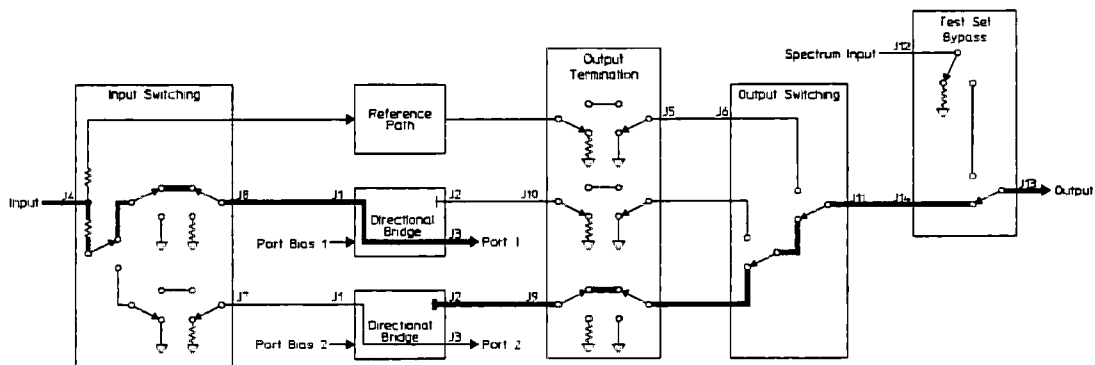 Test Set
Bypass
Spectrum Input
J12
Output
Termination
Input Switching
Output Switching
Reference
Path
J5
J6
Input
J4
J8
J1
J2
J10
J11
J14
J13
Output
Directional
Bridge
Port Bias 1
J3
Port 1
J7
J1
J2
J9
Directional
Bridge
Port Bias 2
J3
Port 2